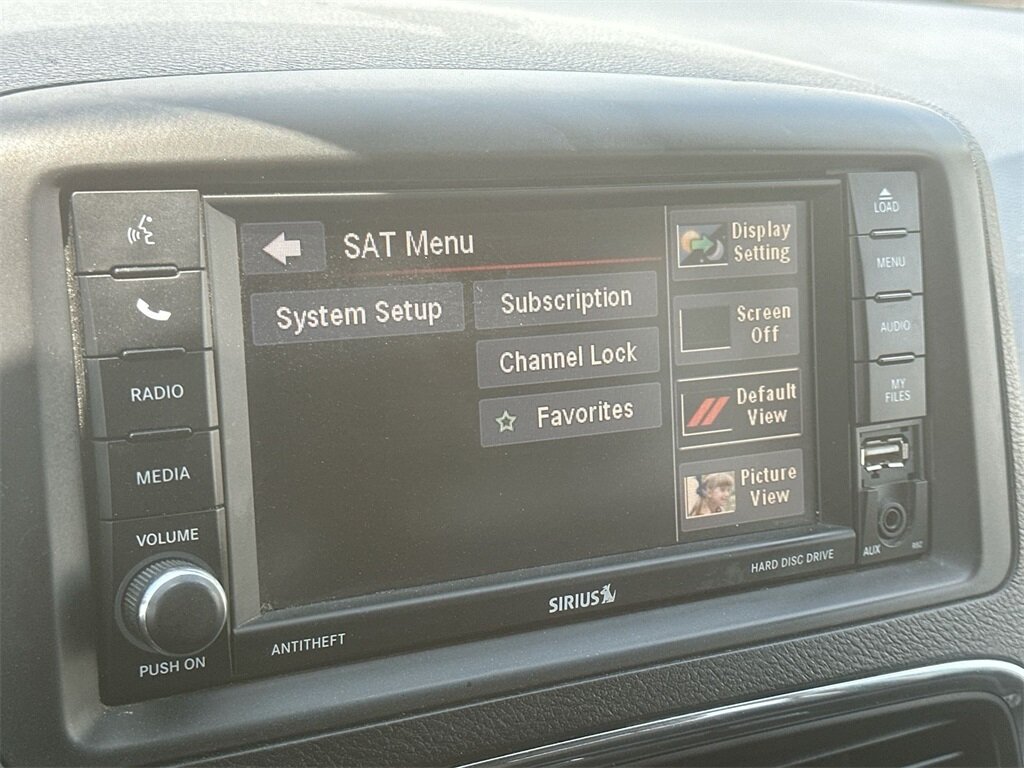 RADIO
MEDIA
VOLUME
PUSH ON
SAT Menu
System Setup
Subscription
Channel Lock
Favorites
Display
Setting
Screen
Off
Default
View
Picture
View
LOAD
MENU
AUDIO
MY
FILES
AUX
ANTITHEFT
SIRIUS
HARD DISC DRIVE